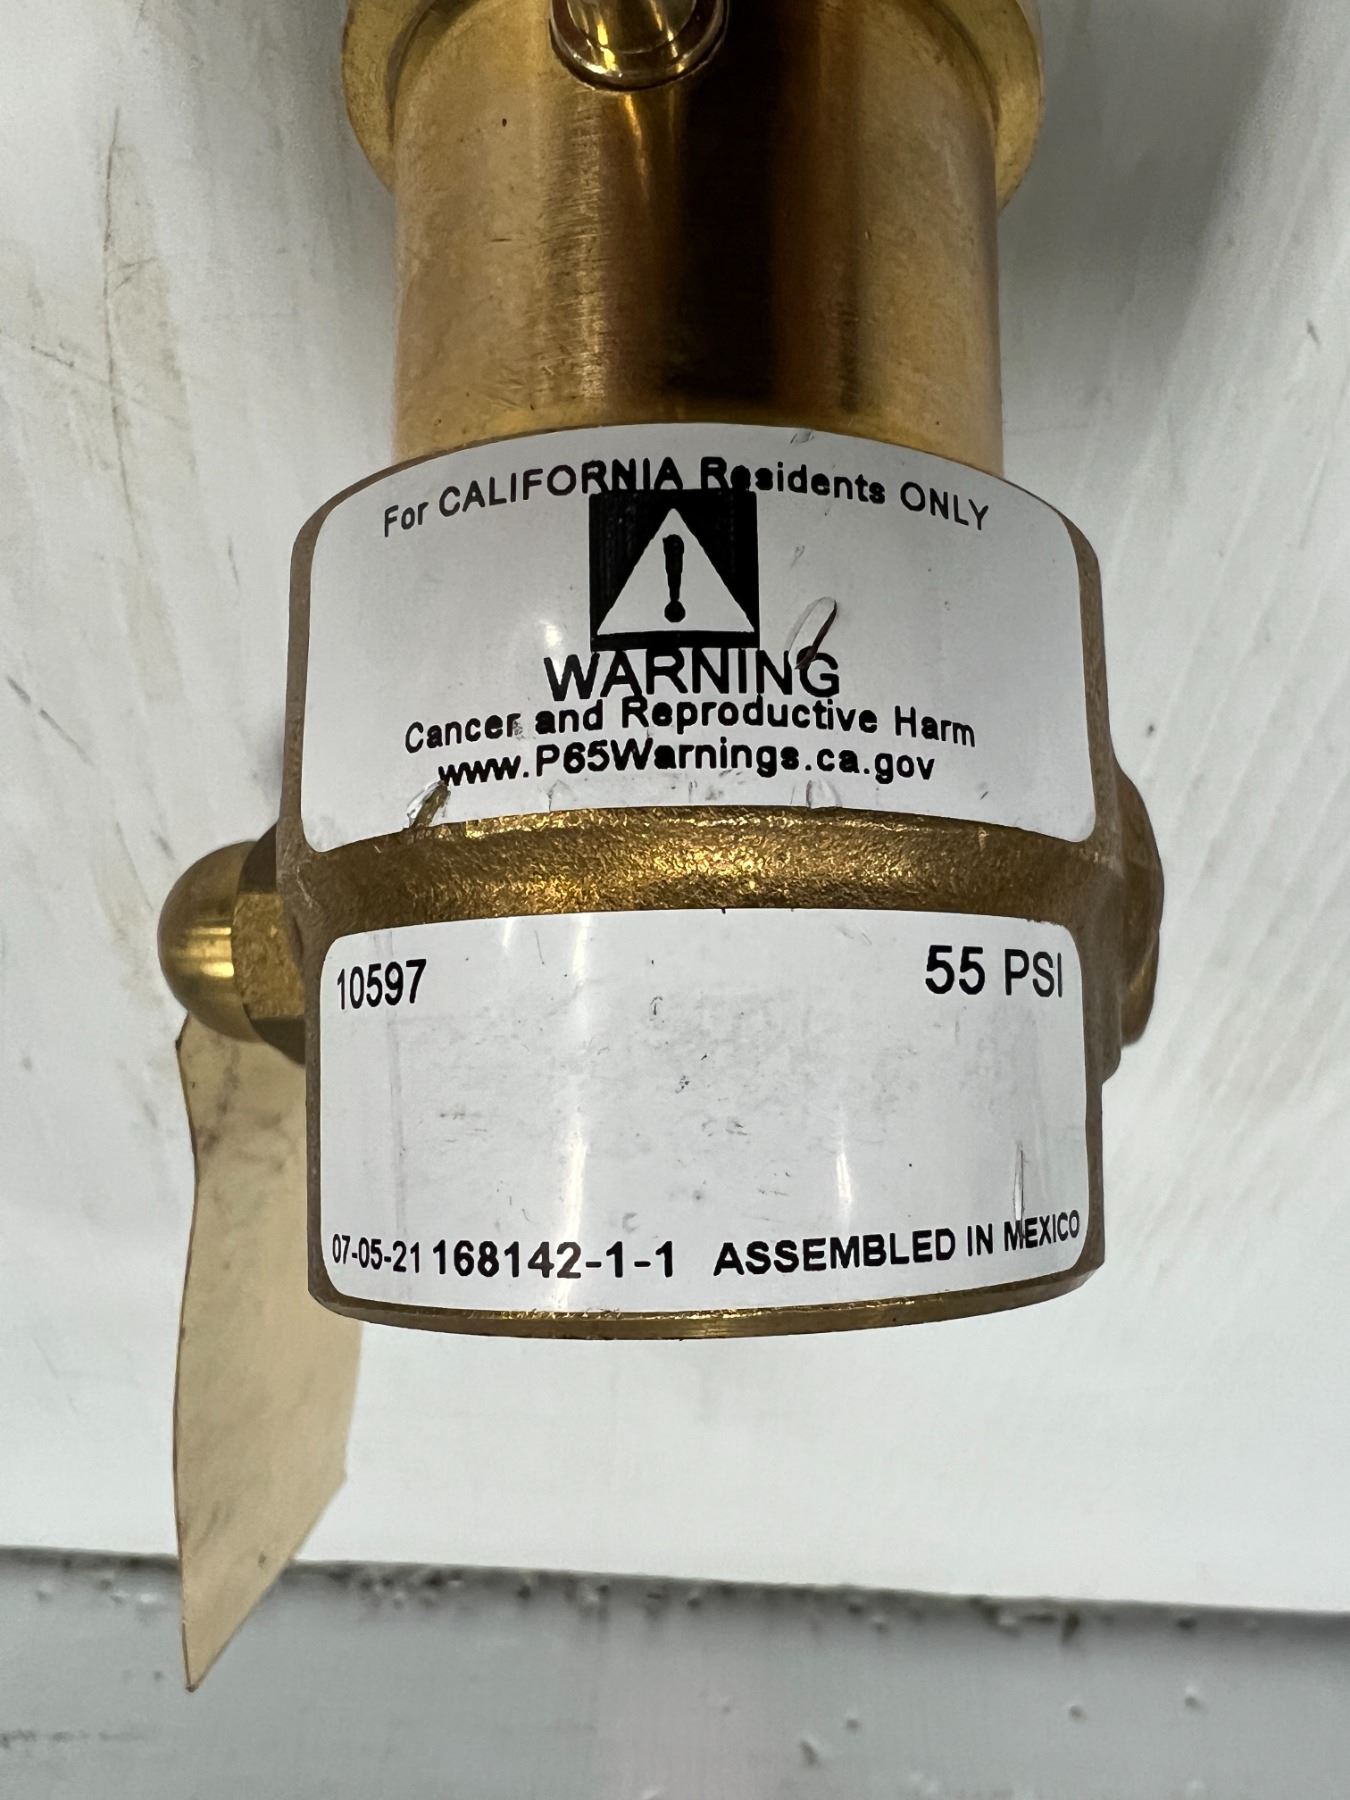 For CALIFORNIA Residents ONLY
!
WARNING
Cancer and Reproductive Harm
www.P65Warnings.ca.gov
10597 55 PSI
07-05-21 168142-1-1 ASSEMBLED IN MEXICO